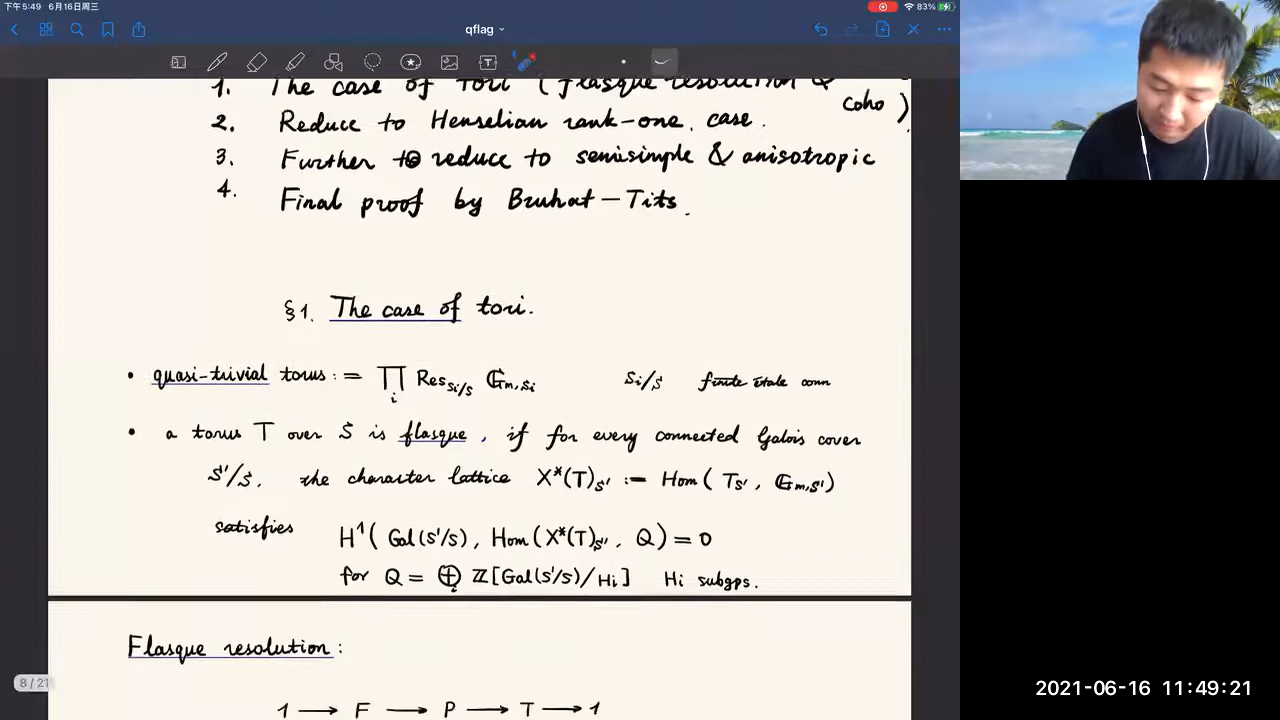 下午5:49 6月16日周三
83%
qflag
1. The case of Tori ( flasque resolution &
coho )
2. Reduce to Henselian rank-one case.
3. Further to reduce to semisimple & anisotropic
4. Final proof by Bruhat – Tits.
§1. The case of tori.
• quasi-trivial torus := ∏_i Res_{Si/S} 𝔾_{m,Si} Si/S finite étale conn
• a torus T over S is flasque, if for every connected Galois cover
S'/S, the character lattice X*(T)_{S'} := Hom( T_{S'}, 𝔾_{m,S'})
satisfies H¹( Gal(S'/S), Hom(X*(T)_{S'}, Q) = 0
for Q = ⊕_i ℤ[Gal(S'/S)/Hi] Hi subgps.
8 / 21
Flasque resolution :
1 → F → P → T → 1
2021-06-16 11:49:21